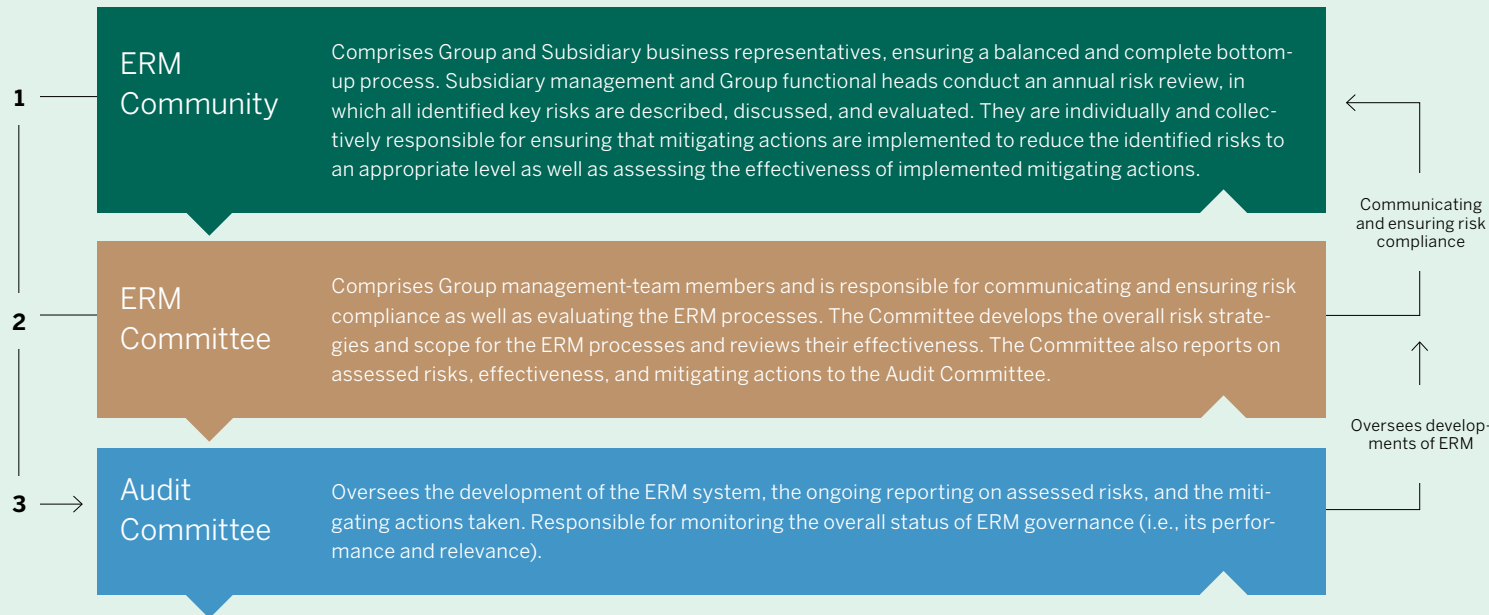 1
ERM
Community
Comprises Group and Subsidiary business representatives, ensuring a balanced and complete bottom-
up process. Subsidiary management and Group functional heads conduct an annual risk review, in
which all identified key risks are described, discussed, and evaluated. They are individually and collec-
tively responsible for ensuring that mitigating actions are implemented to reduce the identified risks to
an appropriate level as well as assessing the effectiveness of implemented mitigating actions.
Communicating
and ensuring risk
compliance
2
ERM
Committee
Comprises Group management-team members and is responsible for communicating and ensuring risk
compliance as well as evaluating the ERM processes. The Committee develops the overall risk strate-
gies and scope for the ERM processes and reviews their effectiveness. The Committee also reports on
assessed risks, effectiveness, and mitigating actions to the Audit Committee.
Oversees develop-
ments of ERM
3
Audit
Committee
Oversees the development of the ERM system, the ongoing reporting on assessed risks, and the miti-
gating actions taken. Responsible for monitoring the overall status of ERM governance (i.e., its perfor-
mance and relevance).